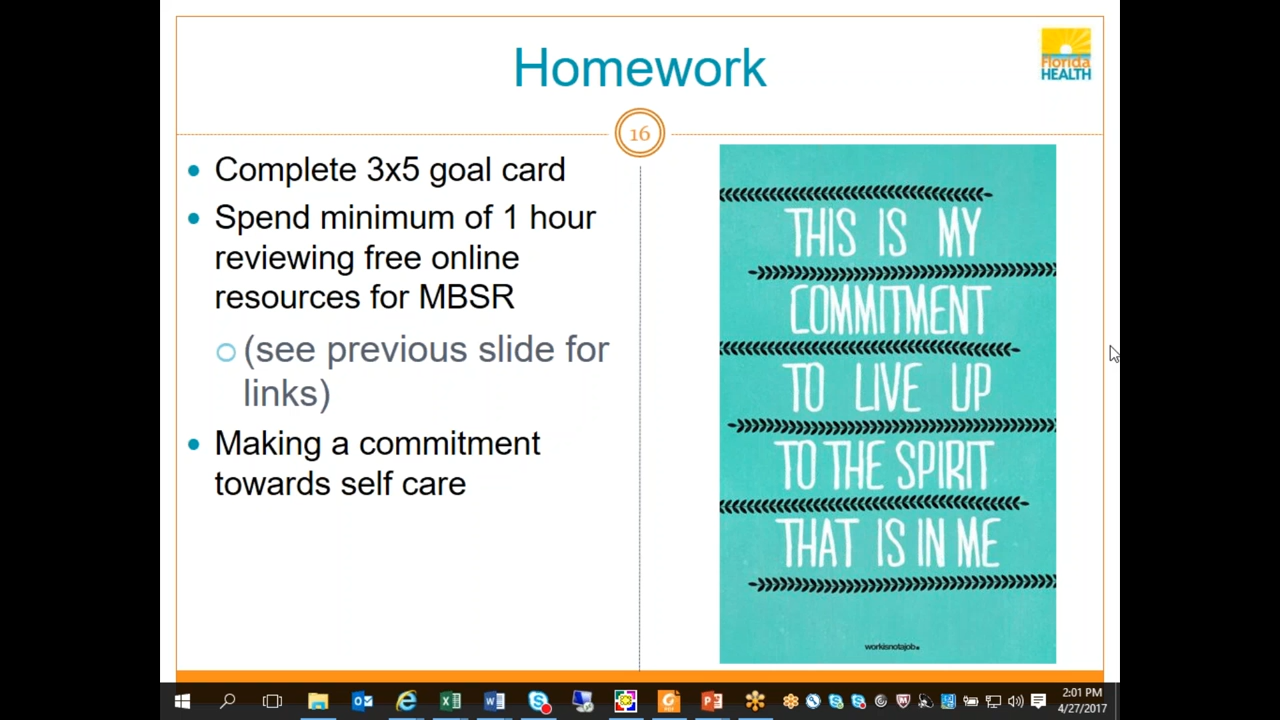 Homework
Florida
HEALTH
16
Complete 3x5 goal card
Spend minimum of 1 hour
reviewing free online
resources for MBSR
(see previous slide for
links)
Making a commitment
towards self care
THIS IS MY
COMMITMENT
TO LIVE UP
TO THE SPIRIT
THAT IS IN ME
workisnotajob.
2:01 PM
4/27/2017